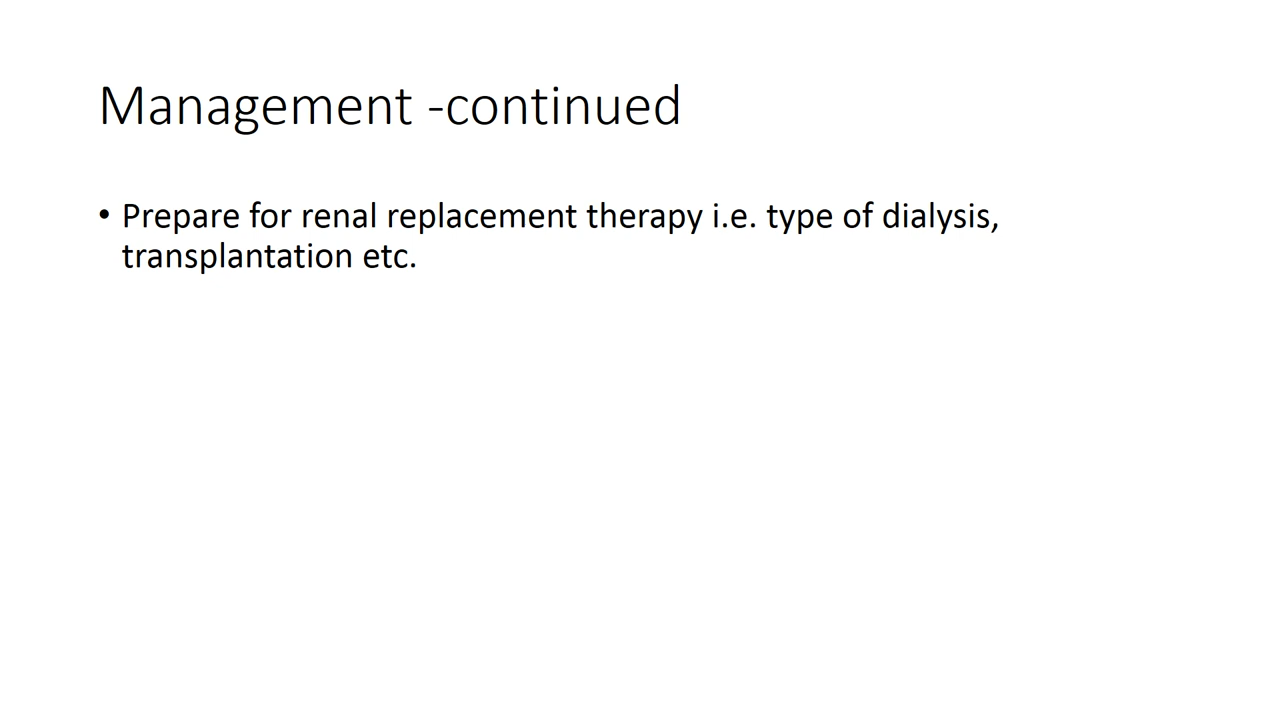 Management -continued
• Prepare for renal replacement therapy i.e. type of dialysis,
transplantation etc.